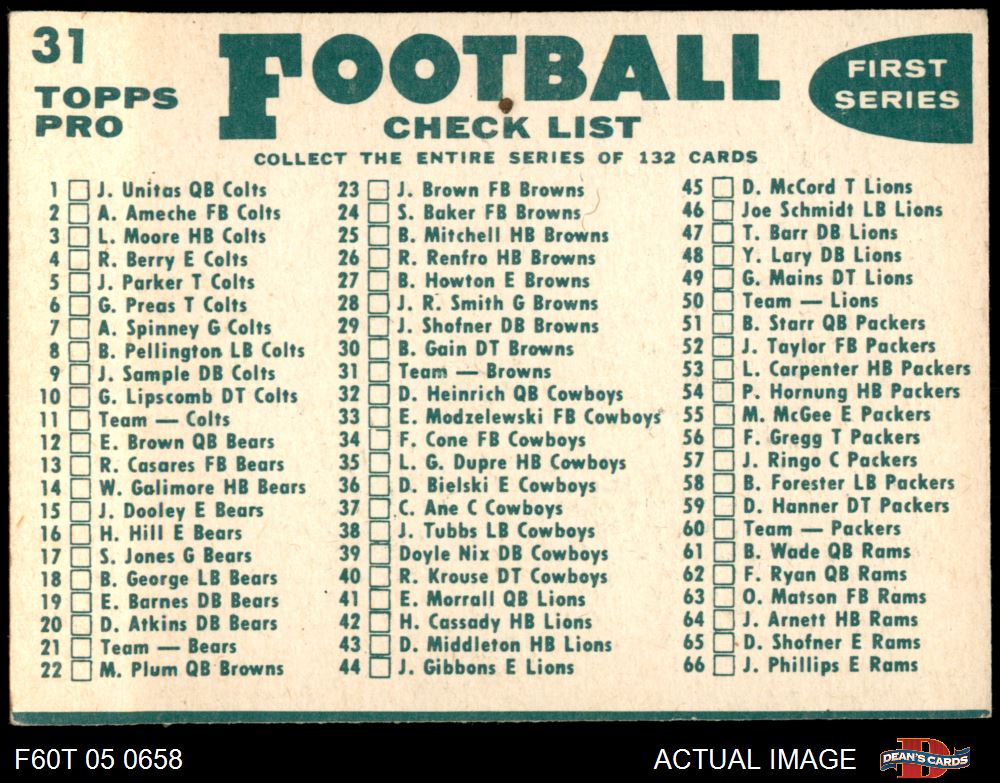 31
TOPPS
PRO
FOOTBALL
CHECK LIST
FIRST
SERIES
COLLECT THE ENTIRE SERIES OF 132 CARDS
1 J. Unitas QB Colts
2 A. Ameche FB Colts
3 L. Moore HB Colts
4 R. Berry E Colts
5 J. Parker T Colts
6 G. Preas T Colts
7 A. Spinney G Colts
8 B. Pellington LB Colts
9 J. Sample DB Colts
10 G. Lipscomb DT Colts
11 Team — Colts
12 E. Brown QB Bears
13 R. Casares FB Bears
14 W. Galimore HB Bears
15 J. Dooley E Bears
16 H. Hill E Bears
17 S. Jones G Bears
18 B. George LB Bears
19 E. Barnes DB Bears
20 D. Atkins DB Bears
21 Team — Bears
22 M. Plum QB Browns
23 J. Brown FB Browns
24 S. Baker FB Browns
25 B. Mitchell HB Browns
26 R. Renfro HB Browns
27 B. Howton E Browns
28 J. R. Smith G Browns
29 J. Shofner DB Browns
30 B. Gain DT Browns
31 Team — Browns
32 D. Heinrich QB Cowboys
33 E. Modzelewski FB Cowboys
34 F. Cone FB Cowboys
35 L. G. Dupre HB Cowboys
36 D. Bielski E Cowboys
37 C. Ane C Cowboys
38 J. Tubbs LB Cowboys
39 Doyle Nix DB Cowboys
40 R. Krouse DT Cowboys
41 E. Morrall QB Lions
42 H. Cassady HB Lions
43 D. Middleton HB Lions
44 J. Gibbons E Lions
45 D. McCord T Lions
46 Joe Schmidt LB Lions
47 T. Barr DB Lions
48 Y. Lary DB Lions
49 G. Mains DT Lions
50 Team — Lions
51 B. Starr QB Packers
52 J. Taylor FB Packers
53 L. Carpenter HB Packers
54 P. Hornung HB Packers
55 M. McGee E Packers
56 F. Gregg T Packers
57 J. Ringo C Packers
58 B. Forester LB Packers
59 D. Hanner DT Packers
60 Team — Packers
61 B. Wade QB Rams
62 F. Ryan QB Rams
63 O. Matson FB Rams
64 J. Arnett HB Rams
65 D. Shofner E Rams
66 J. Phillips E Rams
F60T 05 0658
ACTUAL IMAGE
DEAN'S CARDS